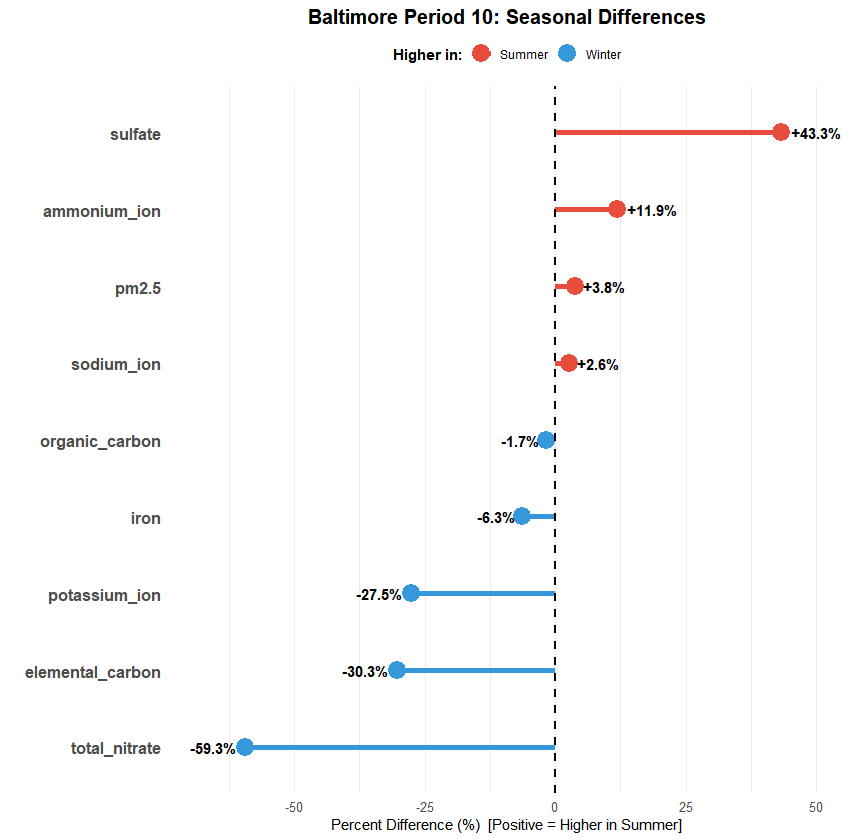 Baltimore Period 10: Seasonal Differences
Higher in: Summer Winter
sulfate +43.3%
ammonium_ion +11.9%
pm2.5 +3.8%
sodium_ion +2.6%
organic_carbon -1.7%
iron -6.3%
potassium_ion -27.5%
elemental_carbon -30.3%
total_nitrate -59.3%
-50 -25 0 25 50
Percent Difference (%) [Positive = Higher in Summer]